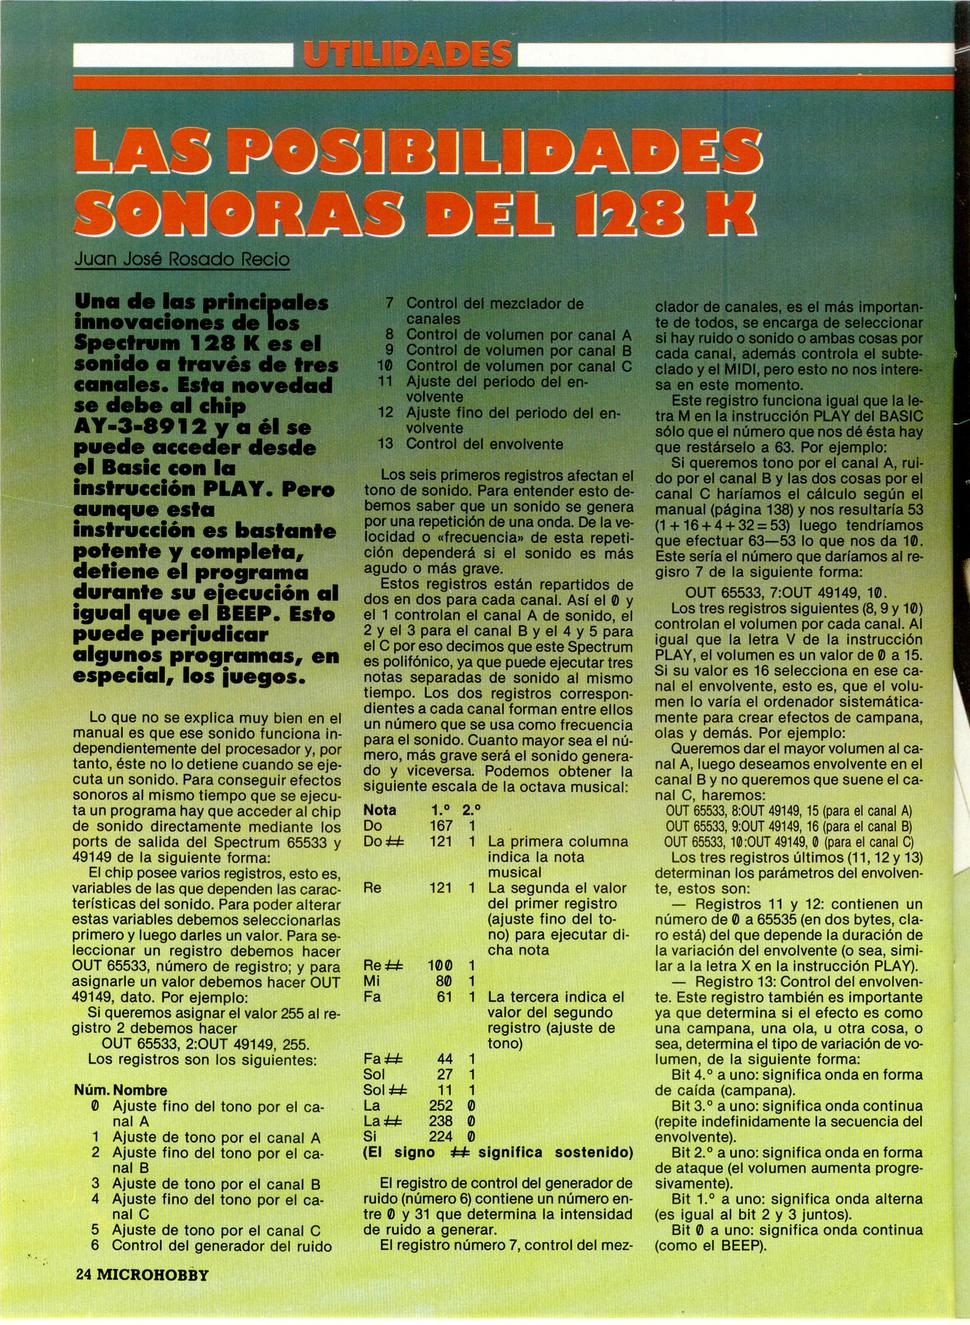 UTILIDADES
LAS POSIBILIDADES
SONORAS DEL 128 K
Juan José Rosado Recio
Una de las principales
innovaciones de los
Spectrum 128 K es el
sonido a través de tres
canales. Esta novedad
se debe al chip
AY-3-8912 y a él se
puede acceder desde
el Basic con la
instrucción PLAY. Pero
aunque esta
instrucción es bastante
potente y completa,
detiene el programa
durante su ejecución al
igual que el BEEP. Esto
puede perjudicar
algunos programas, en
especial, los juegos.
Lo que no se explica muy bien en el
manual es que ese sonido funciona in-
dependientemente del procesador y, por
tanto, éste no lo detiene cuando se eje-
cuta un sonido. Para conseguir efectos
sonoros al mismo tiempo que se ejecu-
ta un programa hay que acceder al chip
de sonido directamente mediante los
ports de salida del Spectrum 65533 y
49149 de la siguiente forma:
El chip posee varios registros, esto es,
variables de las que dependen las carac-
terísticas del sonido. Para poder alterar
estas variables debemos seleccionarlas
primero y luego darles un valor. Para se-
leccionar un registro debemos hacer
OUT 65533, número de registro; y para
asignarle un valor debemos hacer OUT
49149, dato. Por ejemplo:
Si queremos asignar el valor 255 al re-
gistro 2 debemos hacer
OUT 65533, 2:OUT 49149, 255.
Los registros son los siguientes:
Núm. Nombre
0 Ajuste fino del tono por el ca-
nal A
1 Ajuste de tono por el canal A
2 Ajuste fino del tono por el ca-
nal B
3 Ajuste de tono por el canal B
4 Ajuste fino del tono por el ca-
nal C
5 Ajuste de tono por el canal C
6 Control del generador del ruido
7 Control del mezclador de
canales
8 Control de volumen por canal A
9 Control de volumen por canal B
10 Control de volumen por canal C
11 Ajuste del periodo del en-
volvente
12 Ajuste fino del periodo del en-
volvente
13 Control del envolvente
Los seis primeros registros afectan el
tono de sonido. Para entender esto de-
bemos saber que un sonido se genera
por una repetición de una onda. De la ve-
locidad o «frecuencia» de esta repeti-
ción dependerá si el sonido es más
agudo o más grave.
Estos registros están repartidos de
dos en dos para cada canal. Así el 0 y
el 1 controlan el canal A de sonido, el
2 y el 3 para el canal B y el 4 y 5 para
el C por eso decimos que este Spectrum
es polifónico, ya que puede ejecutar tres
notas separadas de sonido al mismo
tiempo. Los dos registros correspon-
dientes a cada canal forman entre ellos
un número que se usa como frecuencia
para el sonido. Cuanto mayor sea el nú-
mero, más grave será el sonido genera-
do y viceversa. Podemos obtener la
siguiente escala de la octava musical:
Nota 1.º 2.º
Do 167 1
Do# 121 1 La primera columna
indica la nota
musical
Re 121 1 La segunda el valor
del primer registro
(ajuste fino del to-
no) para ejecutar di-
cha nota
Re# 100 1
Mi 80 1
Fa 61 1 La tercera indica el
valor del segundo
registro (ajuste de
tono)
Fa# 44 1
Sol 27 1
Sol# 11 1
La 252 0
La# 238 0
Si 224 0
(El signo # significa sostenido)
El registro de control del generador de
ruido (número 6) contiene un número en-
tre 0 y 31 que determina la intensidad
de ruido a generar.
El registro número 7, control del mez-
clador de canales, es el más importan-
te de todos, se encarga de seleccionar
si hay ruido o sonido o ambas cosas por
cada canal, además controla el subte-
clado y el MIDI, pero esto no nos intere-
sa en este momento.
Este registro funciona igual que la le-
tra M en la instrucción PLAY del BASIC
sólo que el número que nos dé ésta hay
que restárselo a 63. Por ejemplo:
Si queremos tono por el canal A, rui-
do por el canal B y las dos cosas por el
canal C haríamos el cálculo según el
manual (página 138) y nos resultaría 53
(1+16+4+32=53) luego tendríamos
que efectuar 63—53 lo que nos da 10.
Este sería el número que daríamos al re-
gisro 7 de la siguiente forma:
OUT 65533, 7:OUT 49149, 10.
Los tres registros siguientes (8, 9 y 10)
controlan el volumen por cada canal. Al
igual que la letra V de la instrucción
PLAY, el volumen es un valor de 0 a 15.
Si su valor es 16 selecciona en ese ca-
nal el envolvente, esto es, que el volu-
men lo varía el ordenador sistemática-
mente para crear efectos de campana,
olas y demás. Por ejemplo:
Queremos dar el mayor volumen al ca-
nal A, luego deseamos envolvente en el
canal B y no queremos que suene el ca-
nal C, haremos:
OUT 65533, 8:OUT 49149, 15 (para el canal A)
OUT 65533, 9:OUT 49149, 16 (para el canal B)
OUT 65533, 10:OUT 49149, 0 (para el canal C)
Los tres registros últimos (11, 12 y 13)
determinan los parámetros del envolven-
te, estos son:
— Registros 11 y 12: contienen un
número de 0 a 65535 (en dos bytes, cla-
ro está) del que depende la duración de
la variación del envolvente (o sea, simi-
lar a la letra X en la instrucción PLAY).
— Registro 13: Control del envolven-
te. Este registro también es importante
ya que determina si el efecto es como
una campana, una ola, u otra cosa, o
sea, determina el tipo de variación de vo-
lumen, de la siguiente forma:
Bit 4.º a uno: significa onda en forma
de caída (campana).
Bit 3.º a uno: significa onda continua
(repite indefinidamente la secuencia del
envolvente).
Bit 2.º a uno: significa onda en forma
de ataque (el volumen aumenta progre-
sivamente).
Bit 1.º a uno: significa onda alterna
(es igual al bit 2 y 3 juntos).
Bit 0 a uno: significa onda continua
(como el BEEP).
24 MICROHOBBY